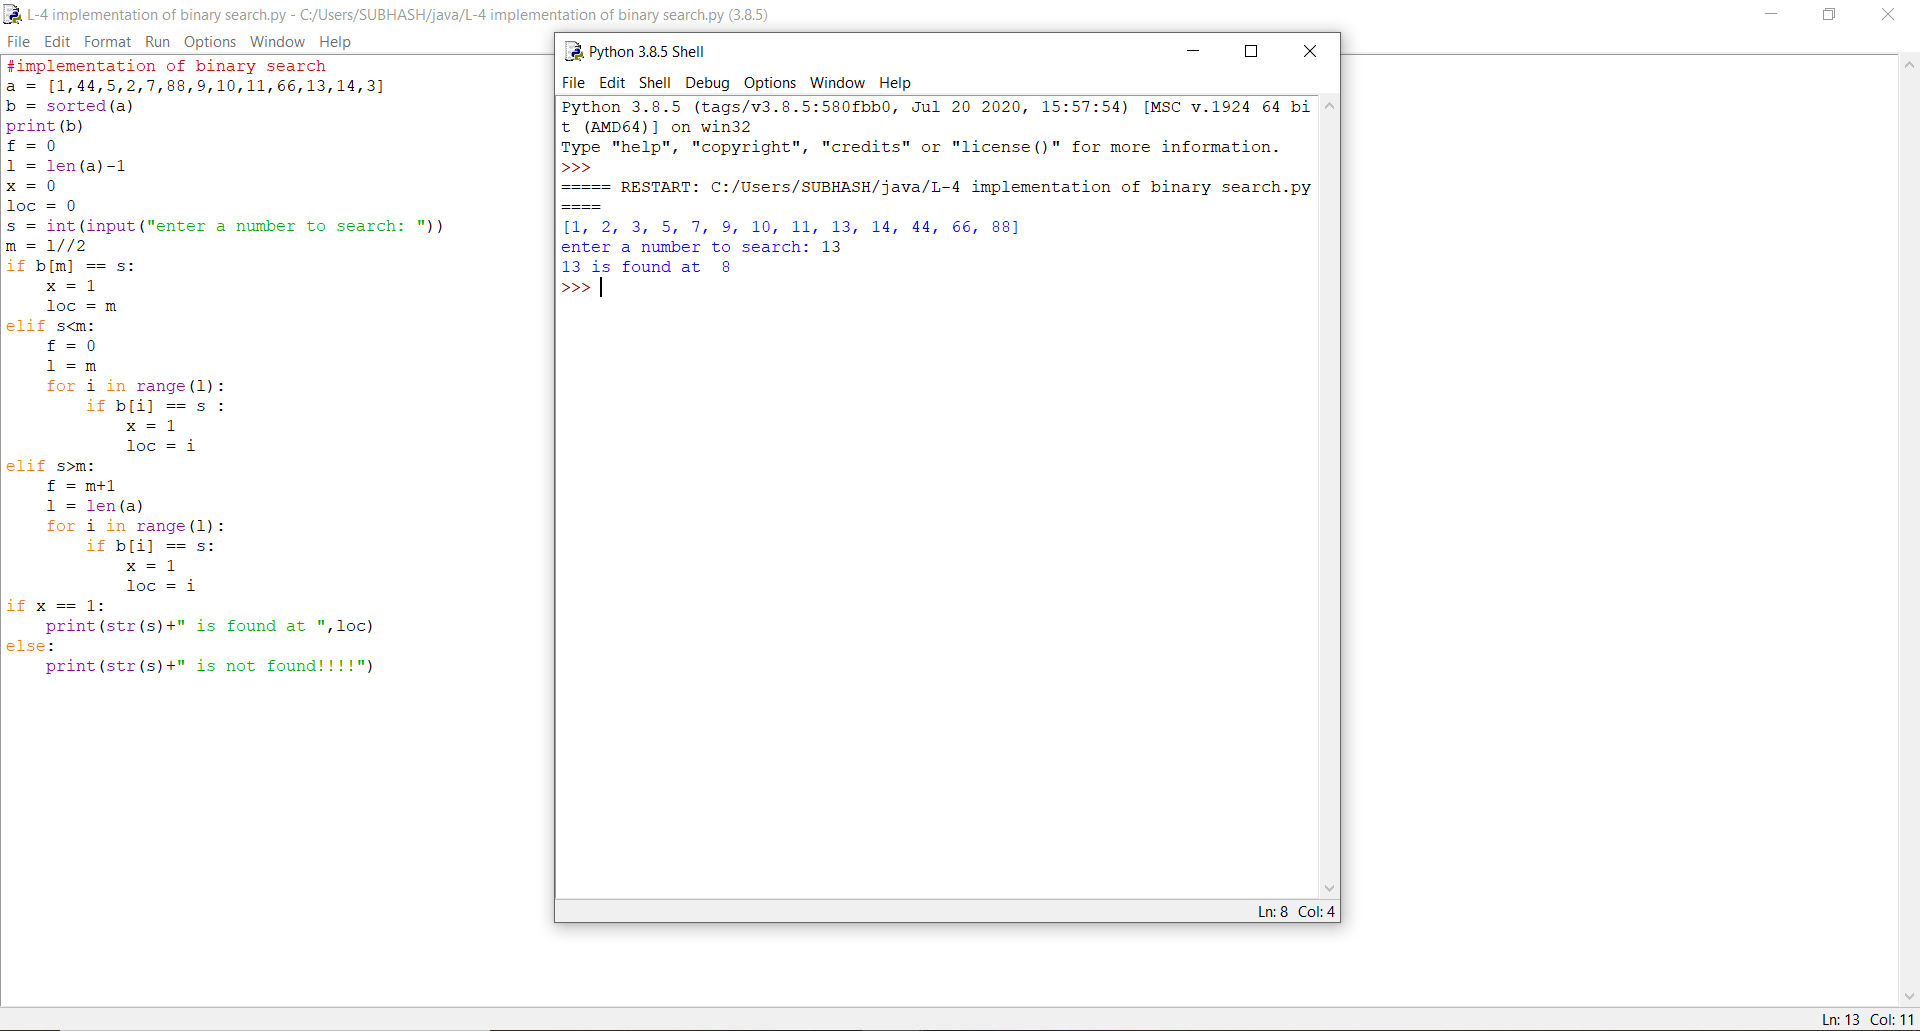 L-4 implementation of binary search.py - C:/Users/SUBHASH/java/L-4 implementation of binary search.py (3.8.5)
File Edit Format Run Options Window Help
#implementation of binary search
a = [1,44,5,2,7,88,9,10,11,66,13,14,3]
b = sorted(a)
print(b)
f = 0
l = len(a)-1
x = 0
loc = 0
s = int(input("enter a number to search: "))
m = l//2
if b[m] == s:
    x = 1
    loc = m
elif s<m:
    f = 0
    l = m
    for i in range(l):
        if b[i] == s :
            x = 1
            loc = i
elif s>m:
    f = m+1
    l = len(a)
    for i in range(l):
        if b[i] == s:
            x = 1
            loc = i
if x == 1:
    print(str(s)+" is found at ",loc)
else:
    print(str(s)+" is not found!!!!")
Python 3.8.5 Shell
File Edit Shell Debug Options Window Help
Python 3.8.5 (tags/v3.8.5:580fbb0, Jul 20 2020, 15:57:54) [MSC v.1924 64 bi
t (AMD64)] on win32
Type "help", "copyright", "credits" or "license()" for more information.
>>>
===== RESTART: C:/Users/SUBHASH/java/L-4 implementation of binary search.py
====
[1, 2, 3, 5, 7, 9, 10, 11, 13, 14, 44, 66, 88]
enter a number to search: 13
13 is found at  8
>>>
Ln: 8 Col: 4
Ln: 13 Col: 11